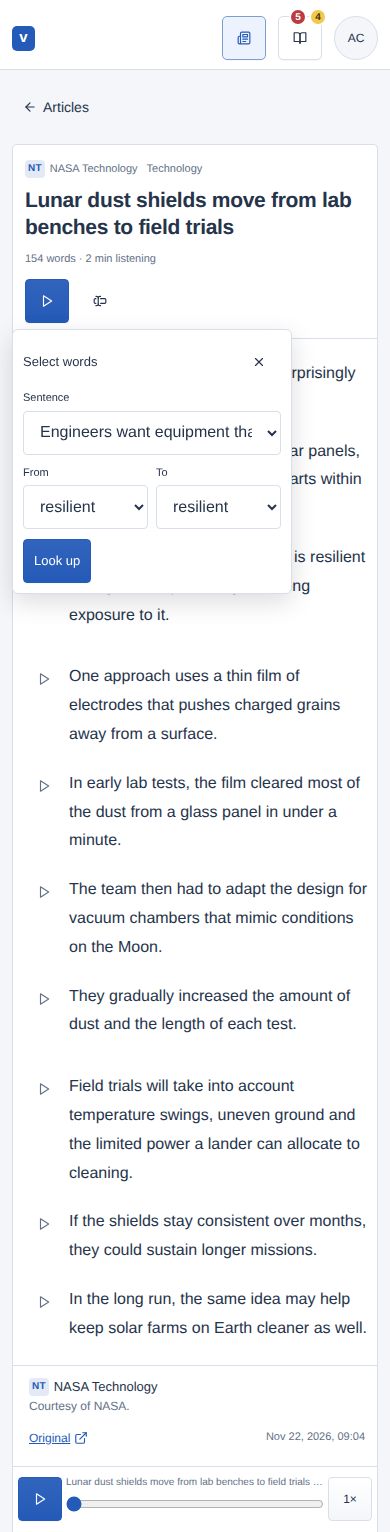 V
5
4
AC
Articles
NT NASA Technology Technology
Lunar dust shields move from lab
benches to field trials
154 words · 2 min listening
Select words
Sentence
Engineers want equipment tha
From
To
resilient
resilient
Look up
rprisingly
ar panels,
arts within
is resilient
ng
exposure to it.
One approach uses a thin film of
electrodes that pushes charged grains
away from a surface.
In early lab tests, the film cleared most of
the dust from a glass panel in under a
minute.
The team then had to adapt the design for
vacuum chambers that mimic conditions
on the Moon.
They gradually increased the amount of
dust and the length of each test.
Field trials will take into account
temperature swings, uneven ground and
the limited power a lander can allocate to
cleaning.
If the shields stay consistent over months,
they could sustain longer missions.
In the long run, the same idea may help
keep solar farms on Earth cleaner as well.
NT NASA Technology
Courtesy of NASA.
Original
Nov 22, 2026, 09:04
Lunar dust shields move from lab benches to field trials ...
1×